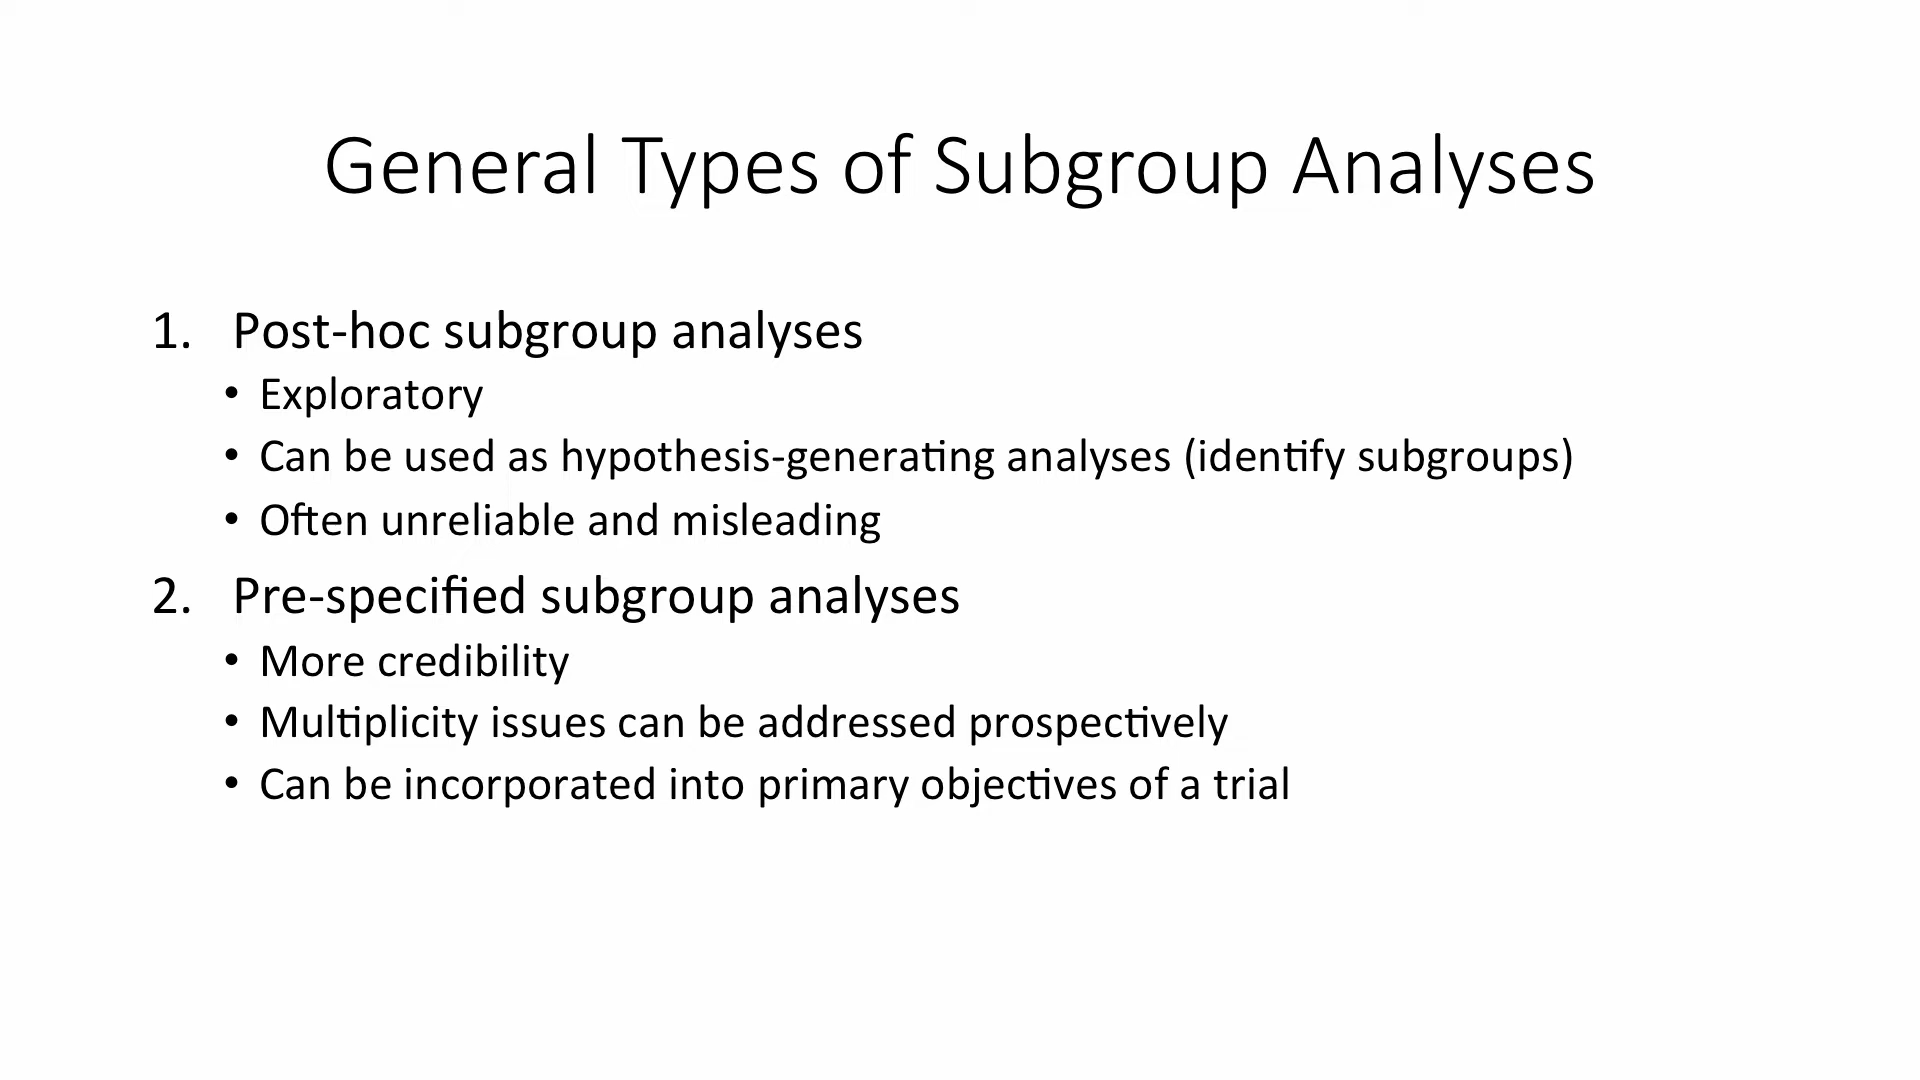 General Types of Subgroup Analyses
1. Post-hoc subgroup analyses
• Exploratory
• Can be used as hypothesis-generating analyses (identify subgroups)
• Often unreliable and misleading
2. Pre-specified subgroup analyses
• More credibility
• Multiplicity issues can be addressed prospectively
• Can be incorporated into primary objectives of a trial